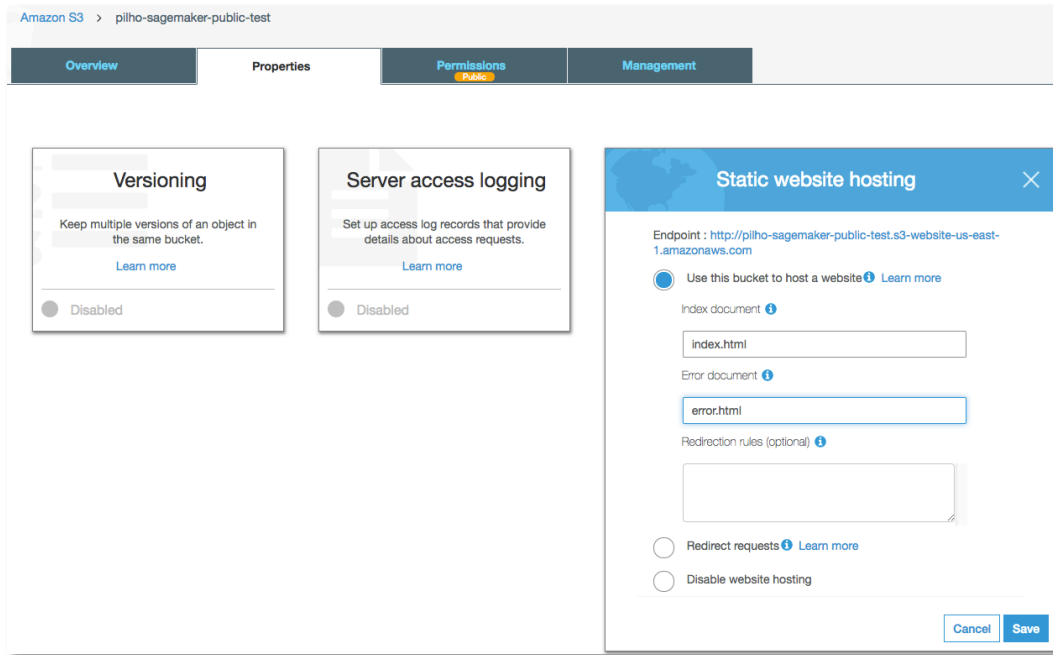 Amazon S3 > pilho-sagemaker-public-test
Overview
Properties
Permissions
Public
Management
Versioning
Keep multiple versions of an object in
the same bucket.
Learn more
Disabled
Server access logging
Set up access log records that provide
details about access requests.
Learn more
Disabled
Static website hosting
Endpoint : http://pilho-sagemaker-public-test.s3-website-us-east-
1.amazonaws.com
Use this bucket to host a website Learn more
Index document
index.html
Error document
error.html
Redirection rules (optional)
Redirect requests Learn more
Disable website hosting
Cancel
Save